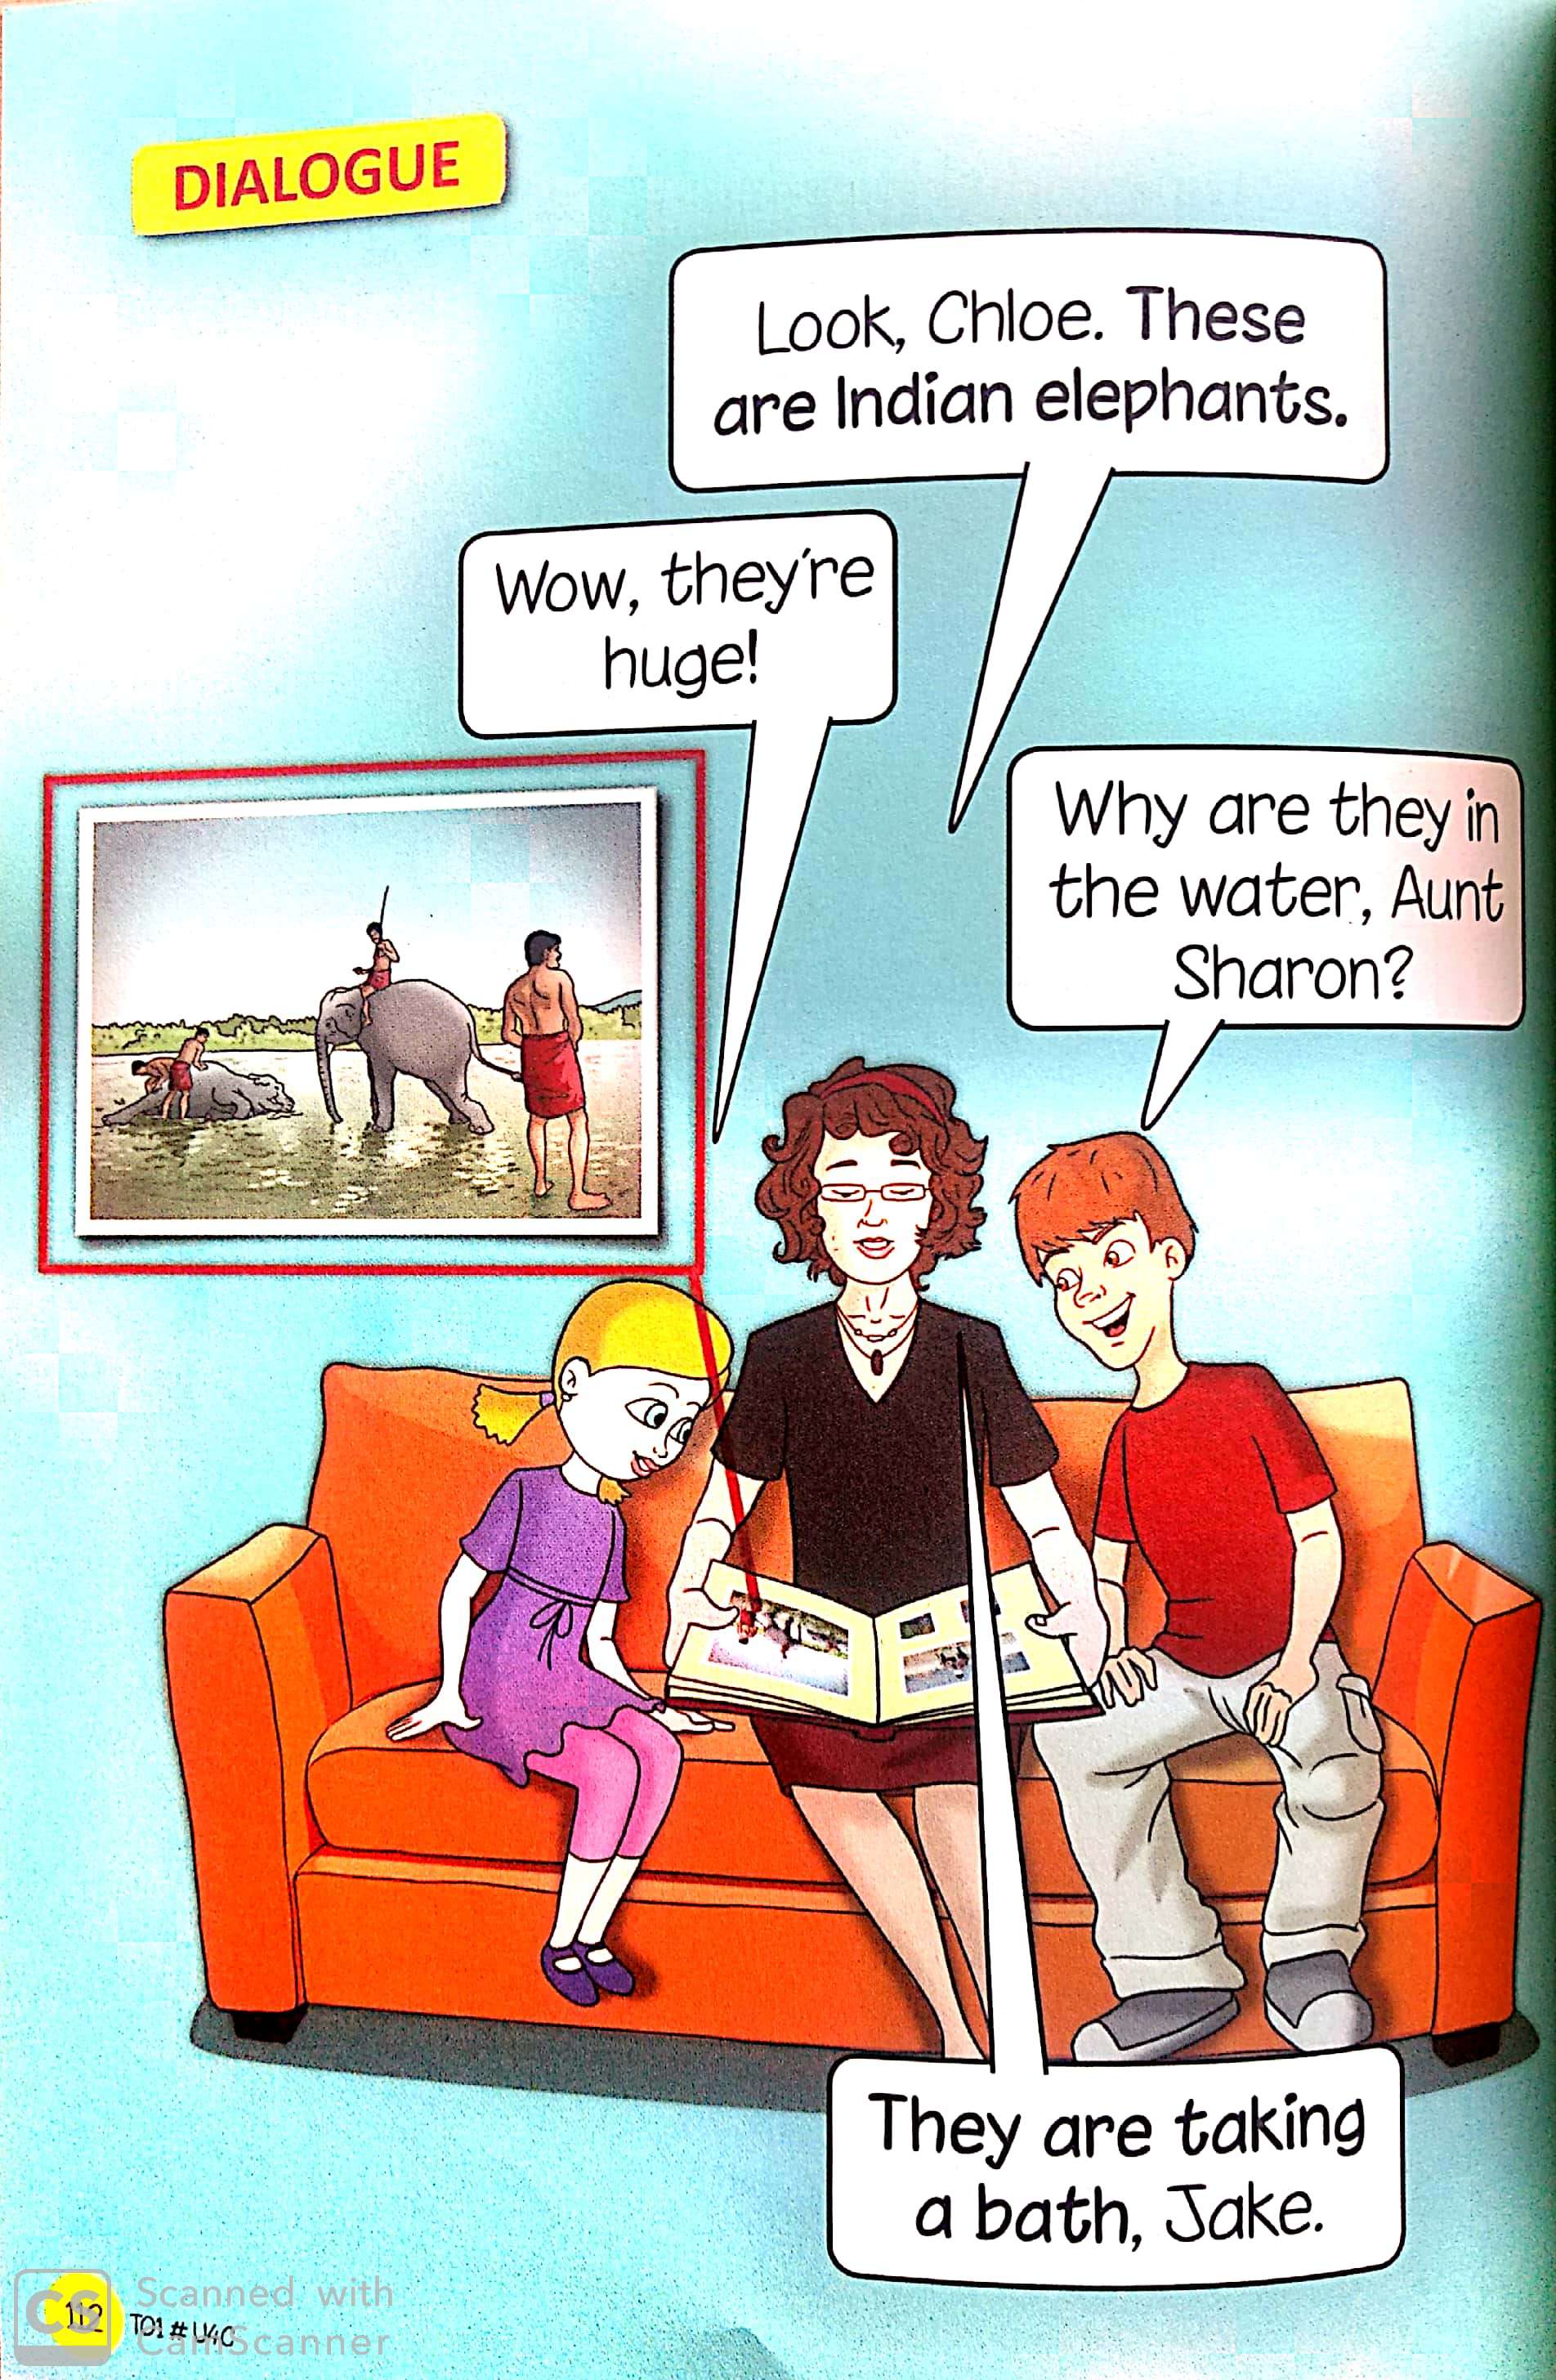 DIALOGUE
Look, Chloe. These
are Indian elephants.
Wow, they're
huge!
Why are they in
the water, Aunt
Sharon?
They are taking
a bath, Jake.
112 T01 # U4C
CS Scanned with
CamScanner